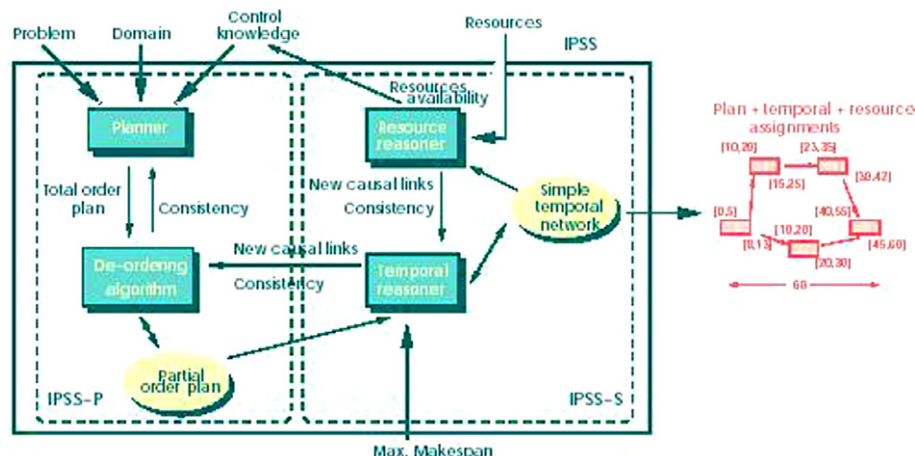 Problem
Domain
Control
knowledge
Resources
IPSS
Resources
availability
Planner
Resource
reasoner
Total order
plan
Consistency
New causal links
Consistency
Simple
temporal
network
New causal links
Consistency
De-ordering
algorithm
Temporal
reasoner
Partial
order plan
IPSS-P
IPSS-S
Max. Makespan
Plan + temporal + resource
assignments
[10,20]
[23,35]
[15,25]
[30,42]
[0,5]
[40,55]
[10,20]
[8,13]
[45,60]
[20,30]
60